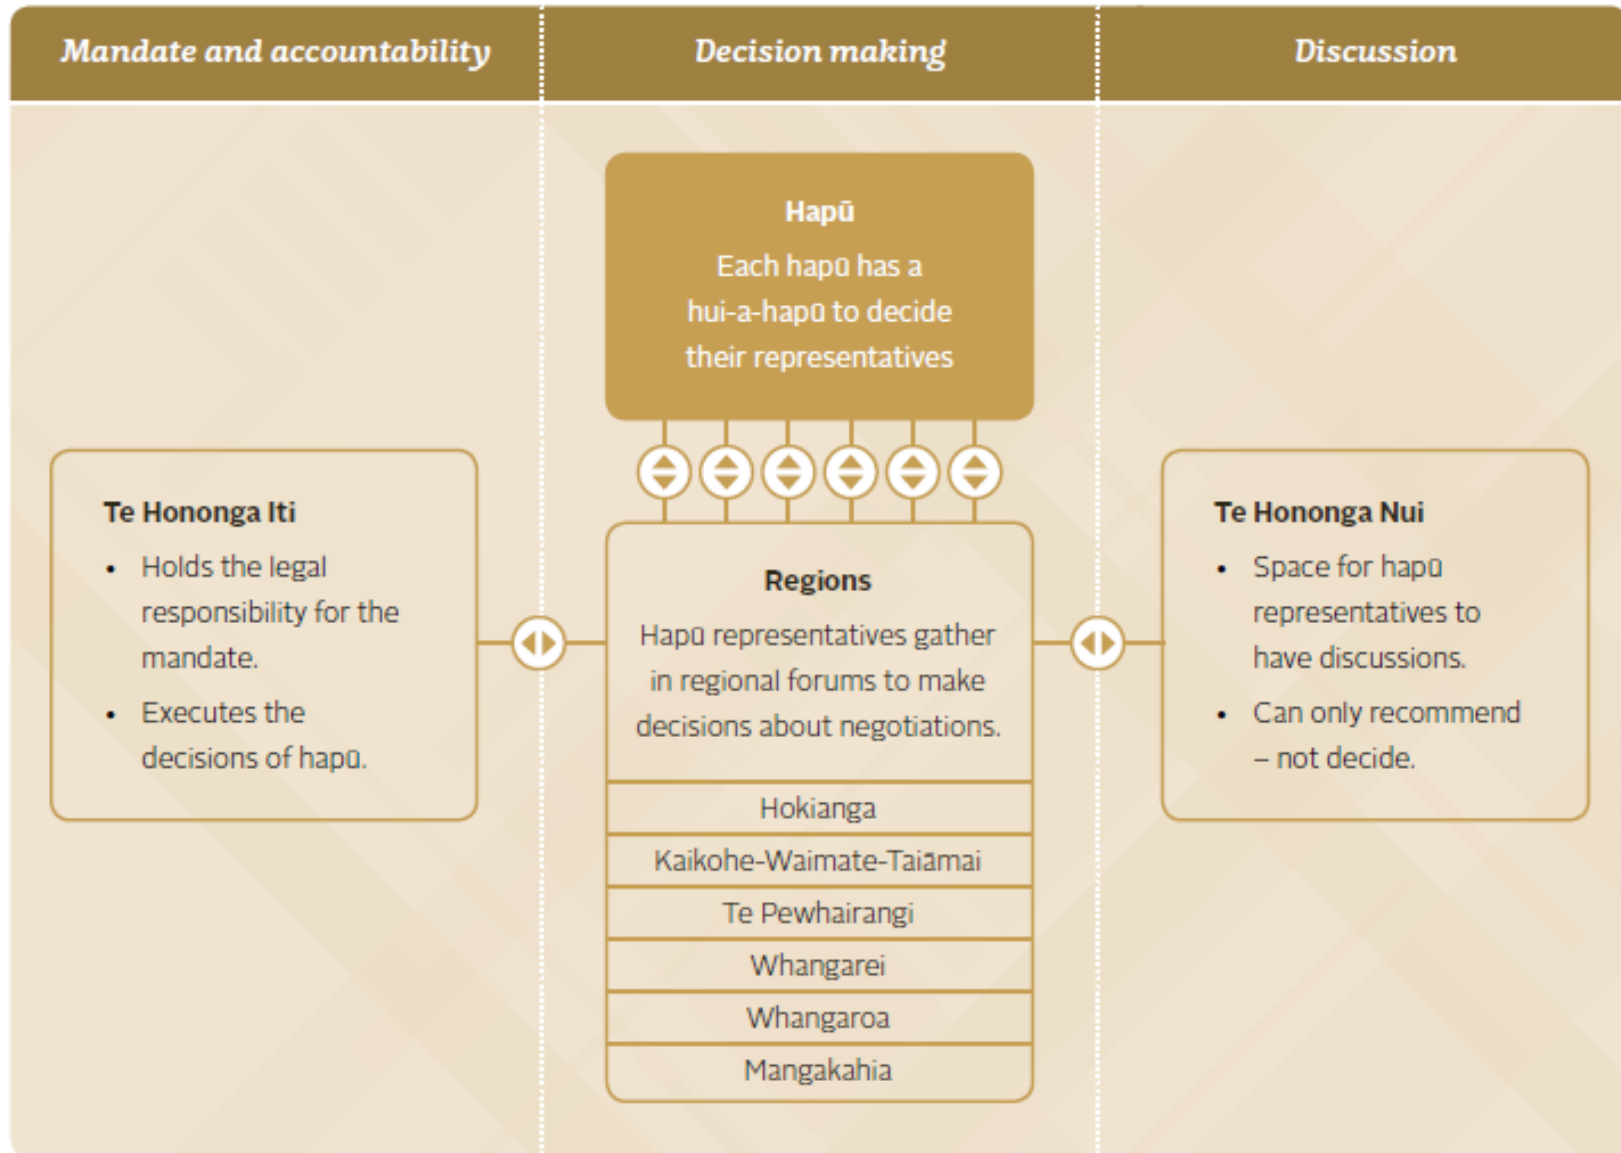 Mandate and accountability
Decision making
Discussion
Hapū
Each hapū has a
hui-a-hapū to decide
their representatives
Te Hononga Iti
• Holds the legal
responsibility for the
mandate.
• Executes the
decisions of hapū.
Regions
Hapū representatives gather
in regional forums to make
decisions about negotiations.
Hokianga
Kaikohe-Waimate-Taiāmai
Te Pewhairangi
Whangarei
Whangaroa
Mangakahia
Te Hononga Nui
• Space for hapū
representatives to
have discussions.
• Can only recommend
– not decide.